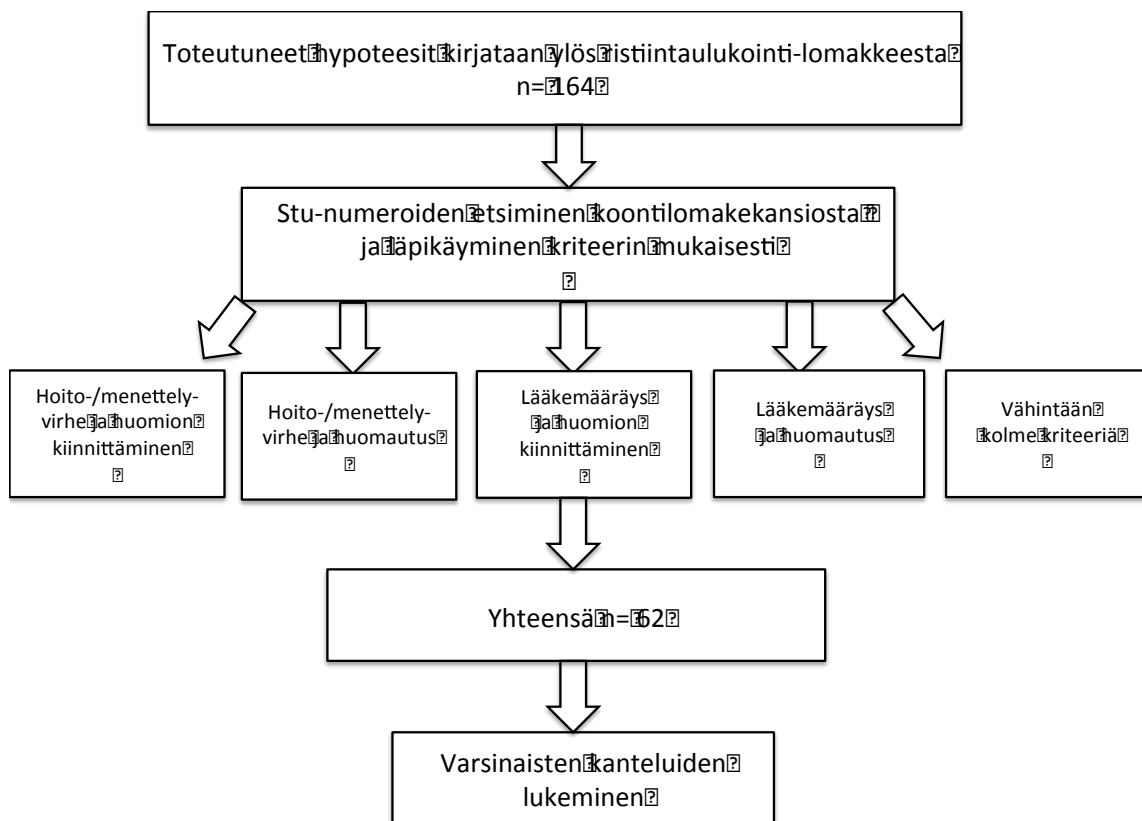 Toteutuneet hypoteesit kirjataan ylös ristiintaulukointi-lomakkeesta
n= 164
Stu-numeroiden etsiminen koontilomakekansiosta
ja läpikäyminen kriteerin mukaisesti
Hoito-/menettely-
virhe ja huomion
kiinnittäminen
Hoito-/menettely-
virhe ja huomautus
Lääkemääräys
ja huomion
kiinnittäminen
Lääkemääräys
ja huomautus
Vähintään
kolme kriteeriä
Yhteensä n= 62
Varsinaisten kanteluiden
lukeminen